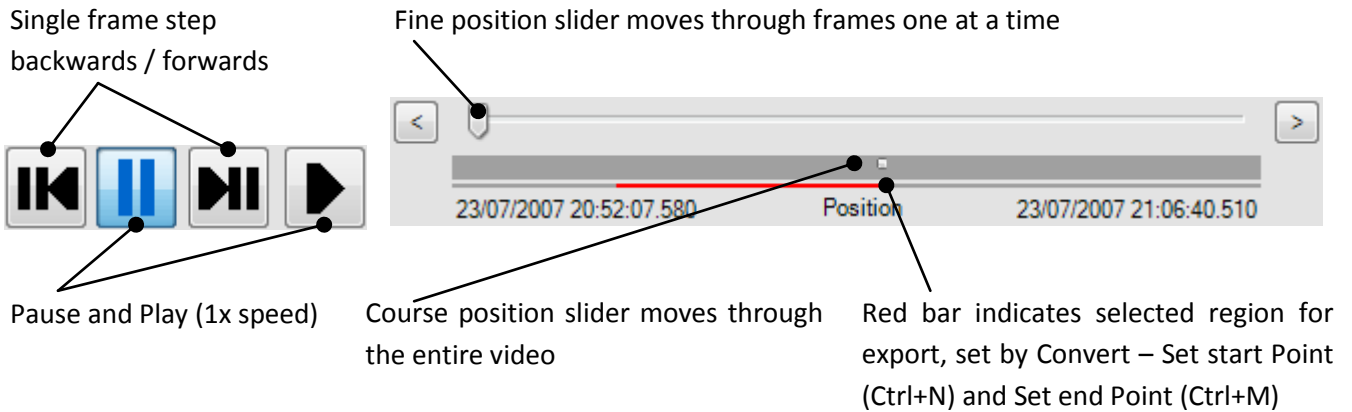 Single frame step
backwards / forwards
Fine position slider moves through frames one at a time
<
>
23/07/2007 20:52:07.580
Position
23/07/2007 21:06:40.510
Pause and Play (1x speed)
Course position slider moves through
the entire video
Red bar indicates selected region for
export, set by Convert – Set start Point
(Ctrl+N) and Set end Point (Ctrl+M)